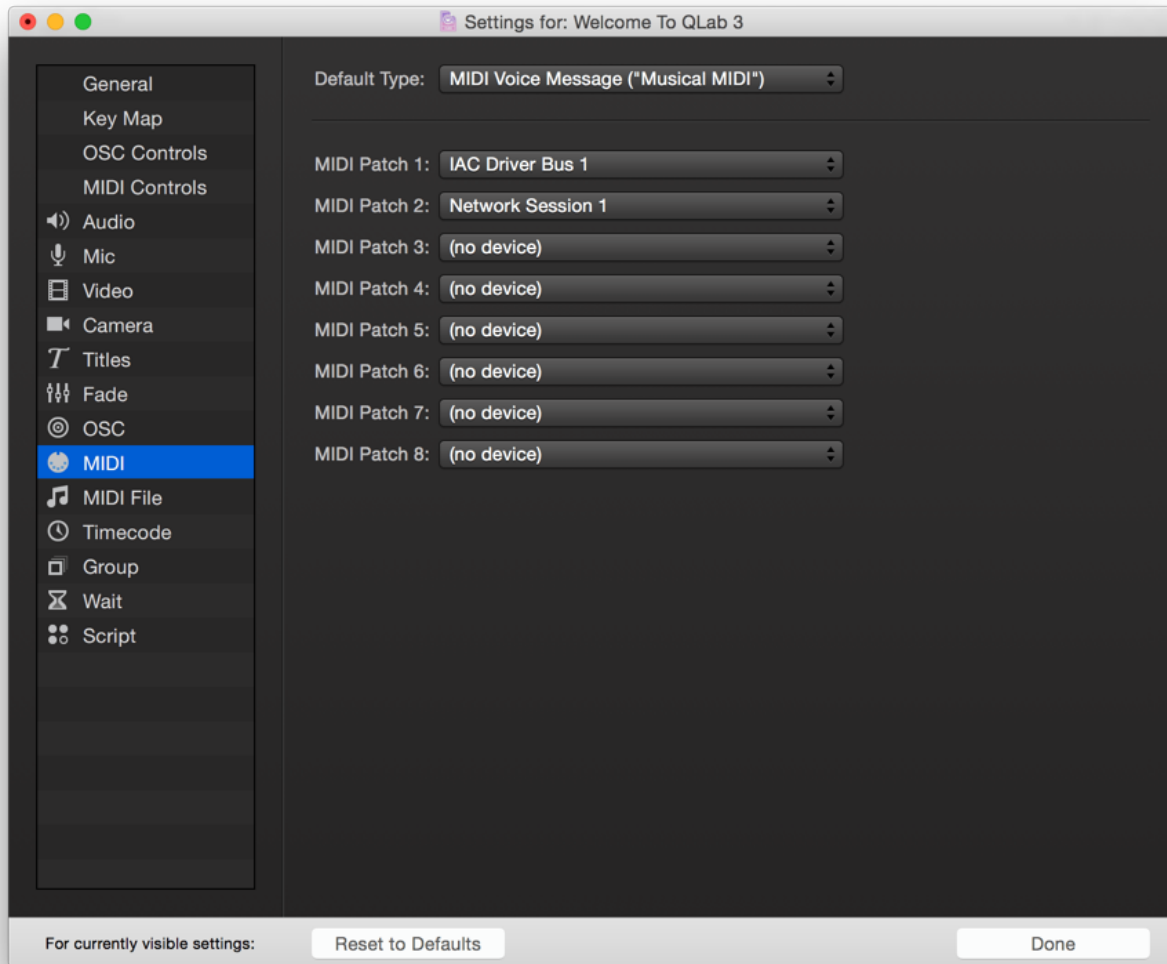 Settings for: Welcome To QLab 3
General
Key Map
OSC Controls
MIDI Controls
Audio
Mic
Video
Camera
Titles
Fade
OSC
MIDI
MIDI File
Timecode
Group
Wait
Script
Default Type: MIDI Voice Message ("Musical MIDI")
MIDI Patch 1: IAC Driver Bus 1
MIDI Patch 2: Network Session 1
MIDI Patch 3: (no device)
MIDI Patch 4: (no device)
MIDI Patch 5: (no device)
MIDI Patch 6: (no device)
MIDI Patch 7: (no device)
MIDI Patch 8: (no device)
For currently visible settings: Reset to Defaults Done